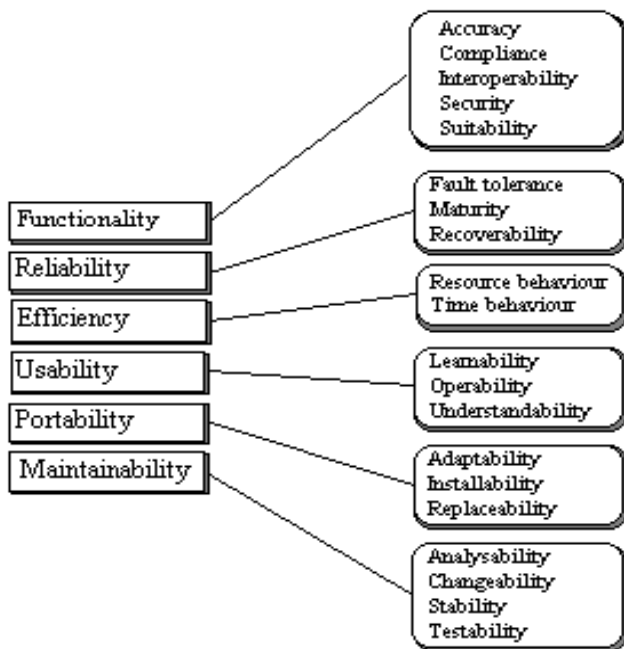 Functionality
Reliability
Efficiency
Usability
Portability
Maintainability
Accuracy
Compliance
Interoperability
Security
Suitability
Fault tolerance
Maturity
Recoverability
Resource behaviour
Time behaviour
Learnability
Operability
Understandability
Adaptability
Installability
Replaceability
Analysability
Changeability
Stability
Testability